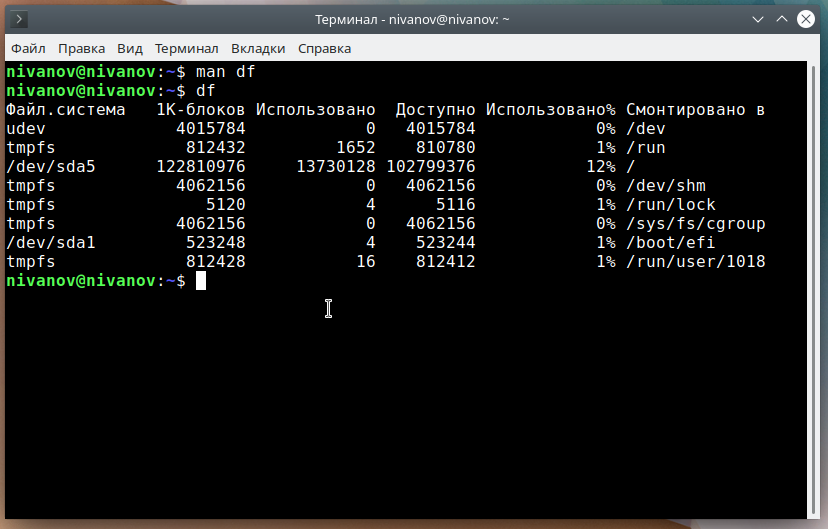 Терминал - nivanov@nivanov: ~
Файл Правка Вид Терминал Вкладки Справка
nivanov@nivanov:~$ man df
nivanov@nivanov:~$ df
Файл.система 1K-блоков Использовано Доступно Использовано% Смонтировано в
udev 4015784 0 4015784 0% /dev
tmpfs 812432 1652 810780 1% /run
/dev/sda5 122810976 13730128 102799376 12% /
tmpfs 4062156 0 4062156 0% /dev/shm
tmpfs 5120 4 5116 1% /run/lock
tmpfs 4062156 0 4062156 0% /sys/fs/cgroup
/dev/sda1 523248 4 523244 1% /boot/efi
tmpfs 812428 16 812412 1% /run/user/1018
nivanov@nivanov:~$